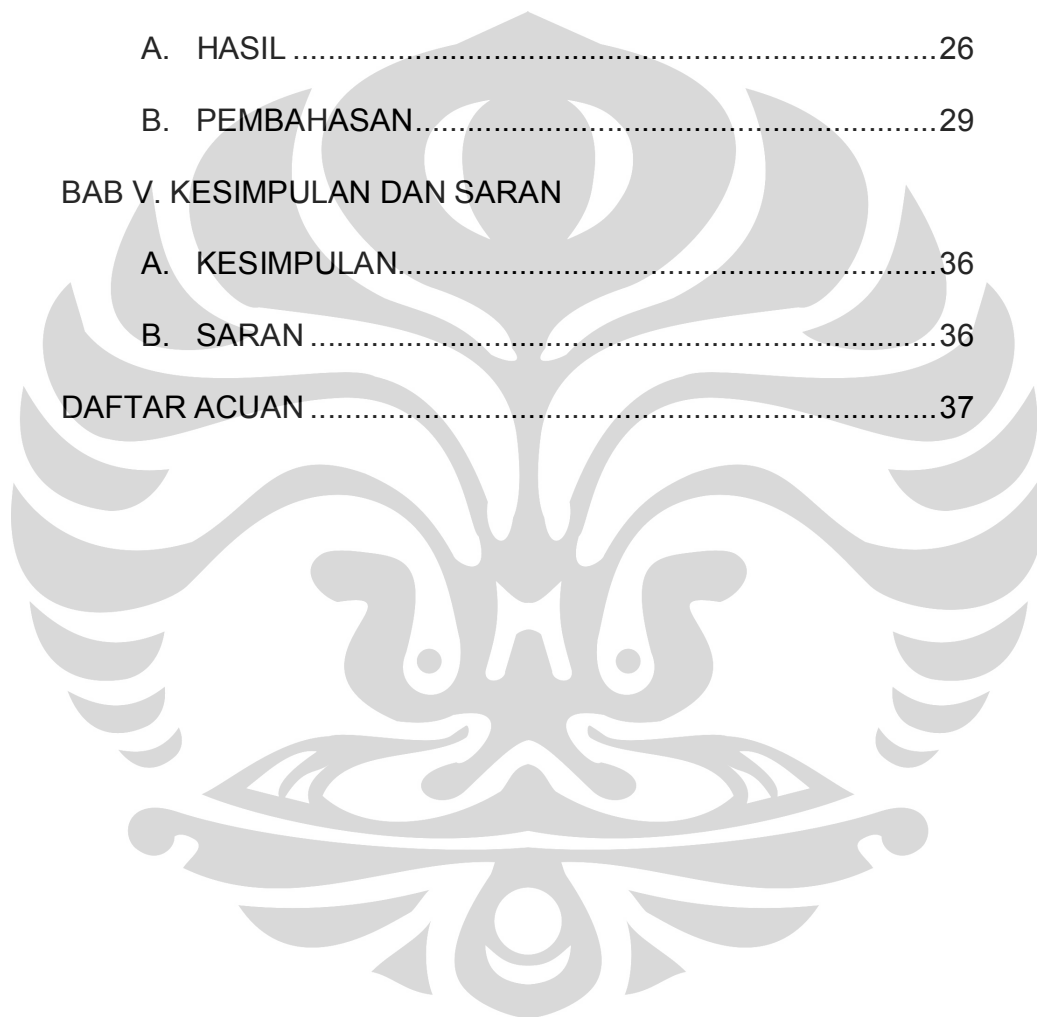 A. HASIL ........................................................................... 26
B. PEMBAHASAN ............................................................. 29
BAB V. KESIMPULAN DAN SARAN
A. KESIMPULAN ............................................................... 36
B. SARAN ......................................................................... 36
DAFTAR ACUAN ......................................................................... 37